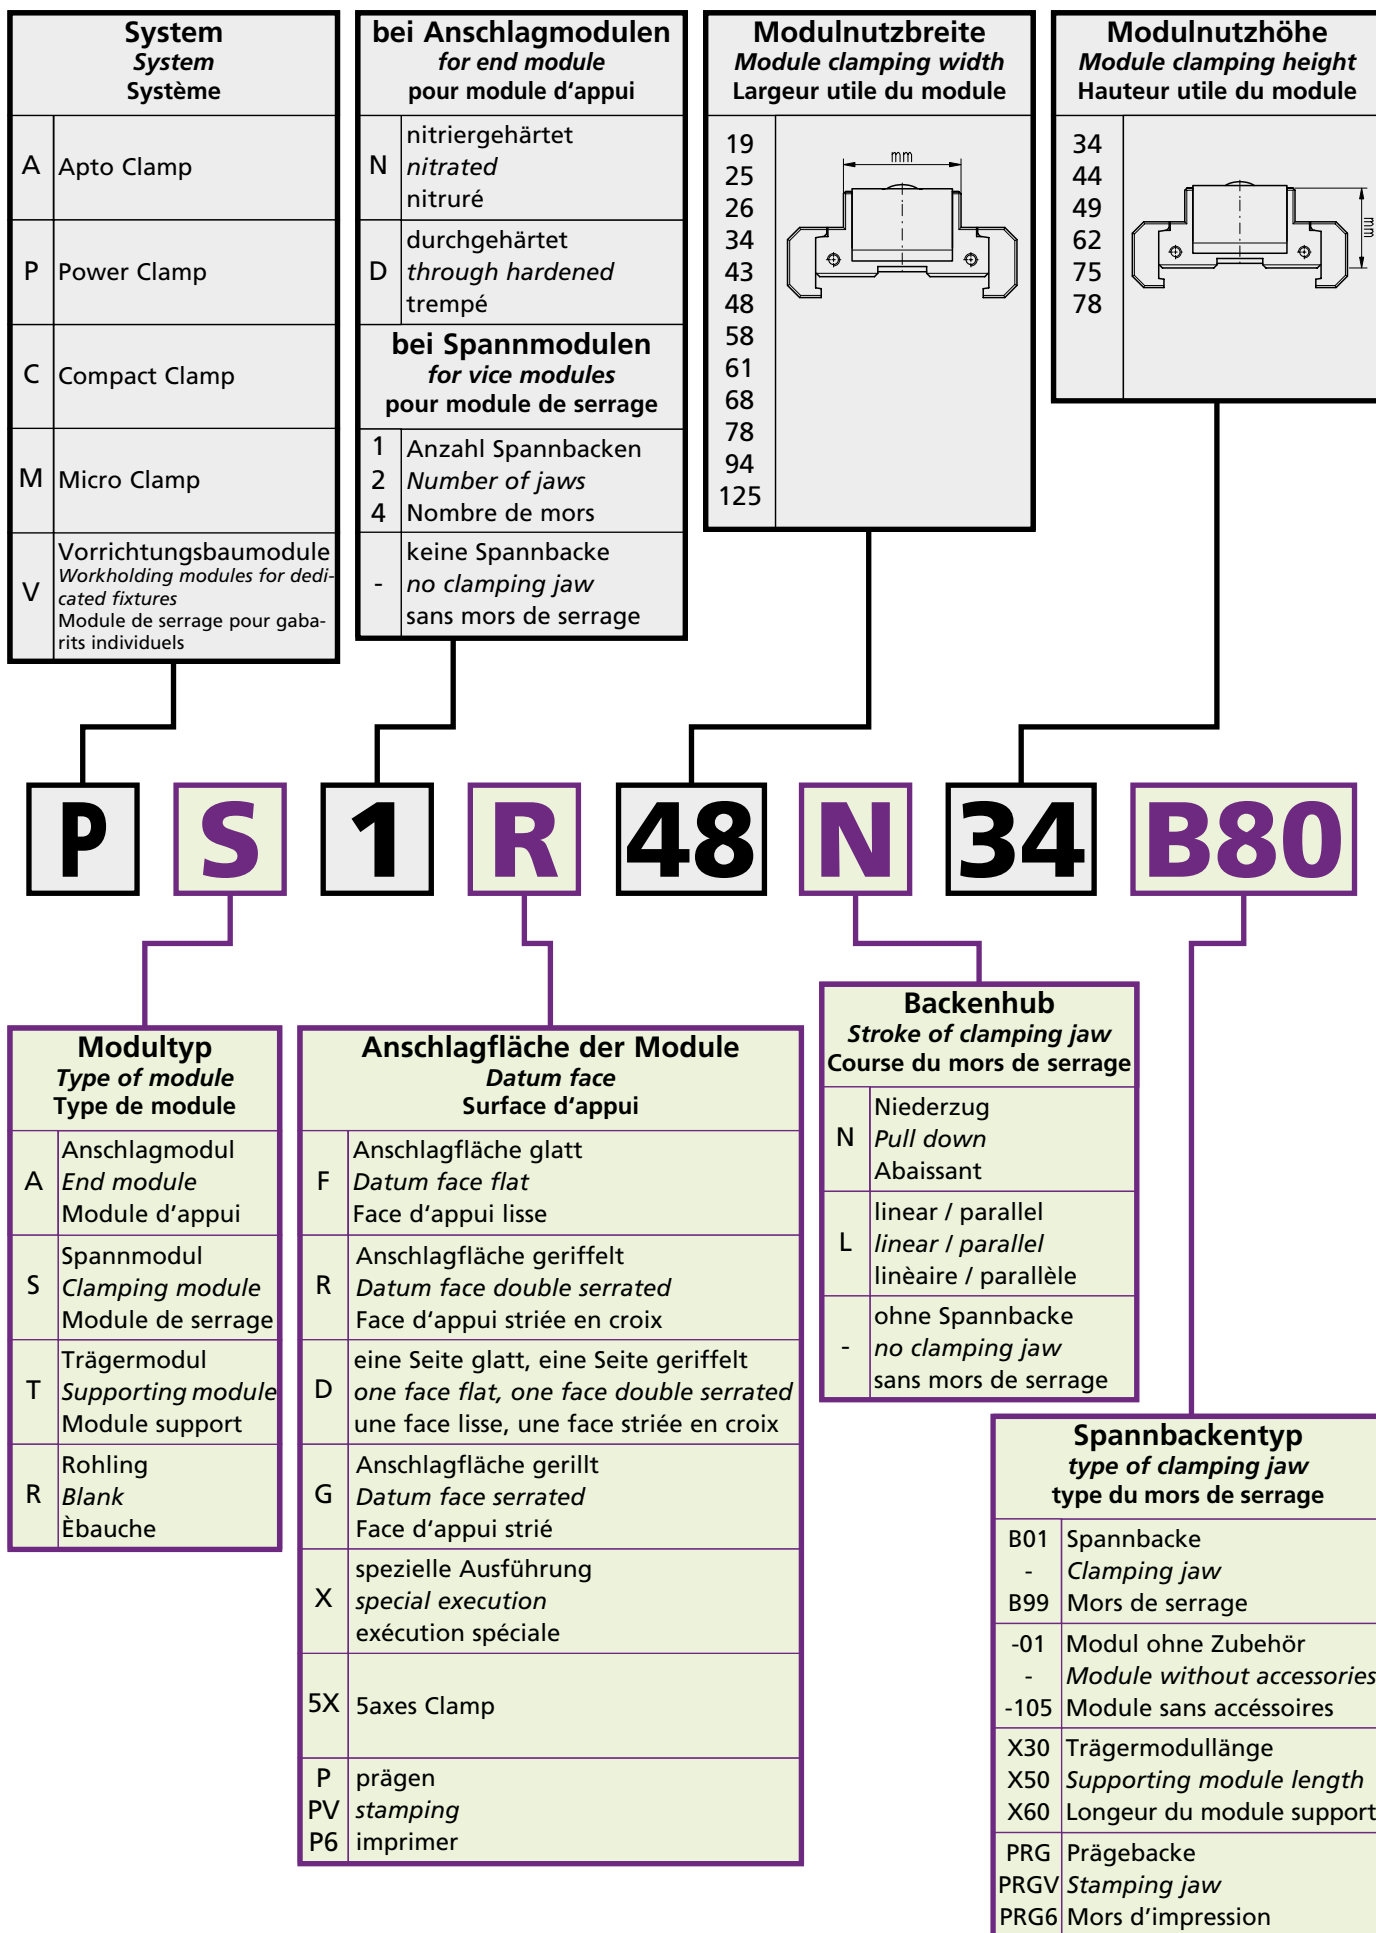 System
System
Système
A
Apto Clamp
P
Power Clamp
C
Compact Clamp
M
Micro Clamp
V
Vorrichtungsbaumodule
Workholding modules for dedi-
cated fixtures
Module de serrage pour gaba-
rits individuels
bei Anschlagmodulen
for end module
pour module d‘appui
N
nitriergehärtet
nitrated
nitruré
D
durchgehärtet
through hardened
trempé
bei Spannmodulen
for vice modules
pour module de serrage
1 Anzahl Spannbacken
2 Number of jaws
4 Nombre de mors
-
keine Spannbacke
no clamping jaw
sans mors de serrage
Modulnutzbreite
Module clamping width
Largeur utile du module
19
25
26
34
43
48
58
61
68
78
94
125
mm
Modulnutzhöhe
Module clamping height
Hauteur utile du module
34
44
49
62
75
78
mm
P S 1 R 48 N 34 B80
Modultyp
Type of module
Type de module
A
Anschlagmodul
End module
Module d’appui
S
Spannmodul
Clamping module
Module de serrage
T
Trägermodul
Supporting module
Module support
R
Rohling
Blank
Èbauche
Anschlagfläche der Module
Datum face
Surface d‘appui
F
Anschlagfläche glatt
Datum face flat
Face d‘appui lisse
R
Anschlagfläche geriffelt
Datum face double serrated
Face d‘appui striée en croix
D
eine Seite glatt, eine Seite geriffelt
one face flat, one face double serrated
une face lisse, une face striée en croix
G
Anschlagfläche gerillt
Datum face serrated
Face d‘appui strié
X
spezielle Ausführung
special execution
exécution spéciale
5X
5axes Clamp
P prägen
PV stamping
P6 imprimer
Backenhub
Stroke of clamping jaw
Course du mors de serrage
N
Niederzug
Pull down
Abaissant
L
linear / parallel
linear / parallel
linèaire / parallèle
-
ohne Spannbacke
no clamping jaw
sans mors de serrage
Spannbackentyp
type of clamping jaw
type du mors de serrage
B01 Spannbacke
- Clamping jaw
B99 Mors de serrage
-01 Modul ohne Zubehör
- Module without accessories
-105 Module sans accéssoires
X30 Trägermodullänge
X50 Supporting module length
X60 Longeur du module support
PRG Prägebacke
PRGV Stamping jaw
PRG6 Mors d’impression